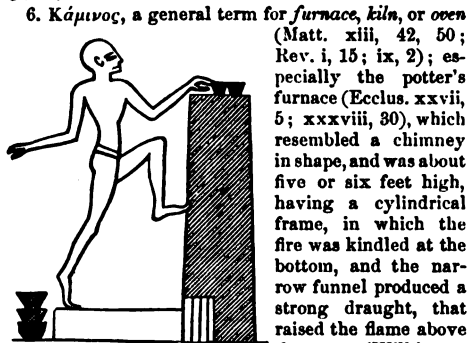 6. Κάμινος, a general term for furnace, kiln, or oven
(Matt. xiii, 42, 50;
Rev. i, 15; ix, 2); es-
pecially the potter's
furnace (Ecclus. xxvii,
5; xxxviii, 30), which
resembled a chimney
in shape, and was about
five or six feet high,
having a cylindrical
frame, in which the
fire was kindled at the
bottom, and the nar-
row funnel produced a
strong draught, that
raised the flame above